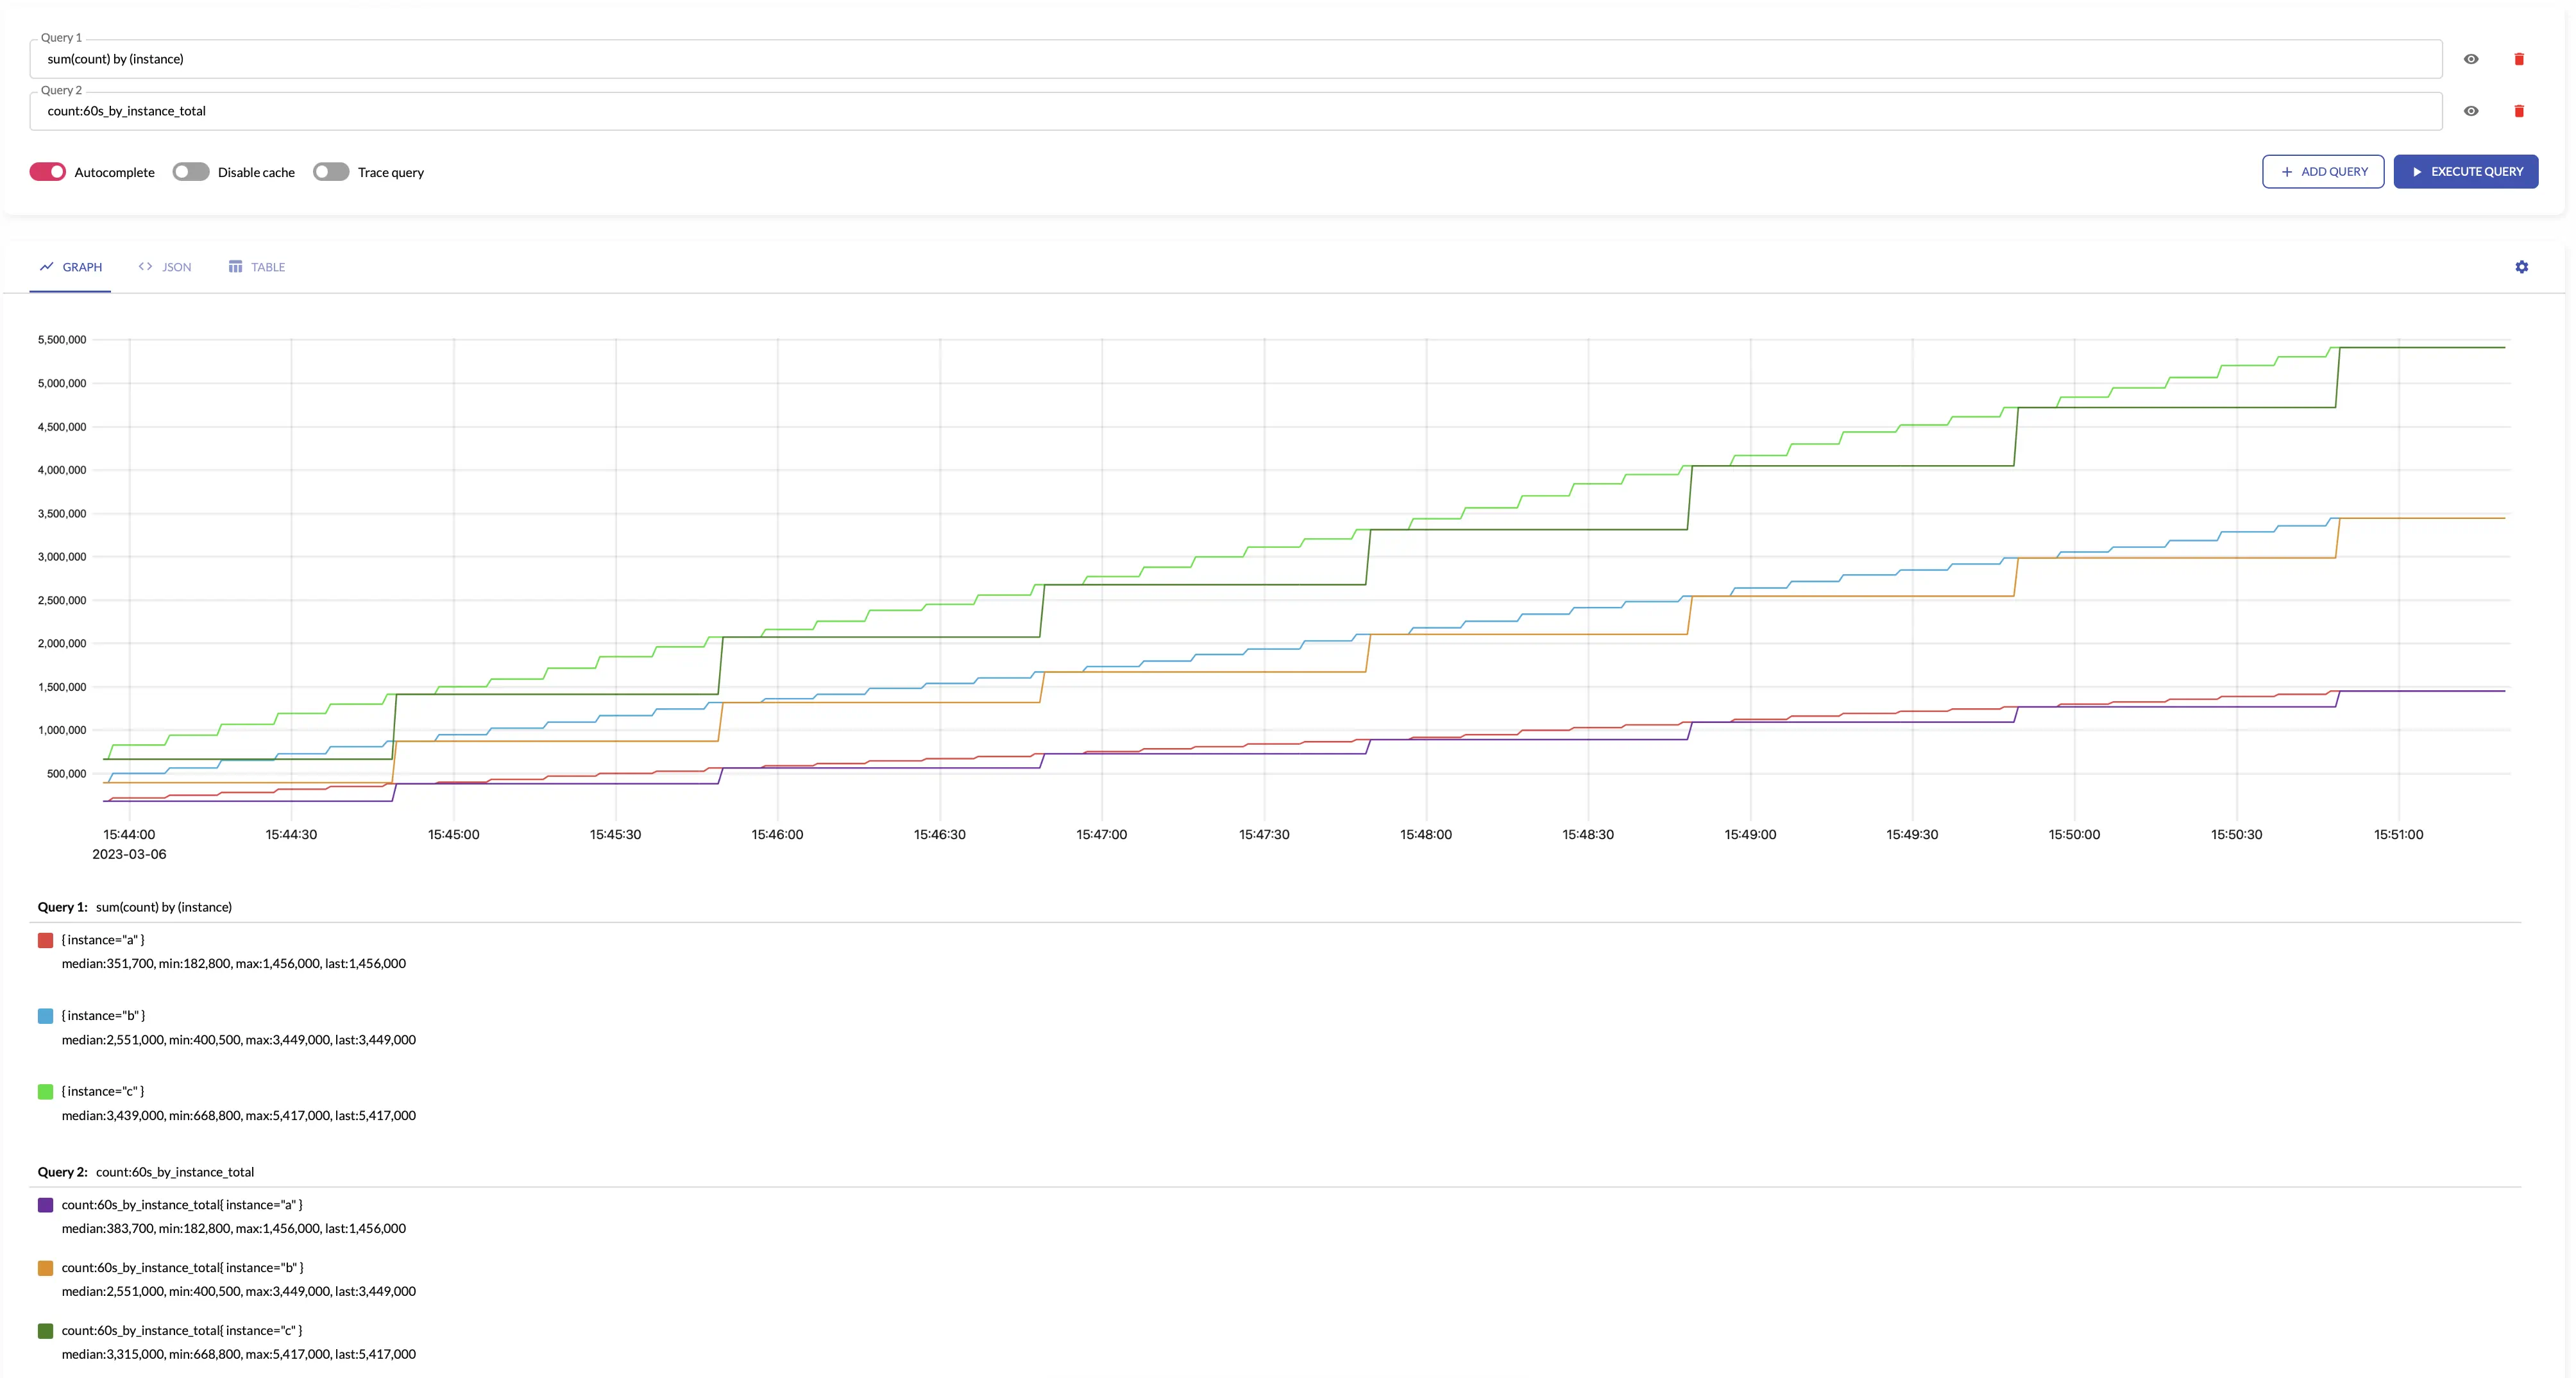 Query 1
sum(count) by (instance)
Query 2
count:60s_by_instance_total
Autocomplete Disable cache Trace query ADD QUERY EXECUTE QUERY
GRAPH JSON TABLE
5,500,000
5,000,000
4,500,000
4,000,000
3,500,000
3,000,000
2,500,000
2,000,000
1,500,000
1,000,000
500,000
15:44:00 15:44:30 15:45:00 15:45:30 15:46:00 15:46:30 15:47:00 15:47:30 15:48:00 15:48:30 15:49:00 15:49:30 15:50:00 15:50:30 15:51:00
2023-03-06
Query 1: sum(count) by (instance)
{ instance="a" }
median:351,700, min:182,800, max:1,456,000, last:1,456,000
{ instance="b" }
median:2,551,000, min:400,500, max:3,449,000, last:3,449,000
{ instance="c" }
median:3,439,000, min:668,800, max:5,417,000, last:5,417,000
Query 2: count:60s_by_instance_total
count:60s_by_instance_total{ instance="a" }
median:383,700, min:182,800, max:1,456,000, last:1,456,000
count:60s_by_instance_total{ instance="b" }
median:2,551,000, min:400,500, max:3,449,000, last:3,449,000
count:60s_by_instance_total{ instance="c" }
median:3,315,000, min:668,800, max:5,417,000, last:5,417,000